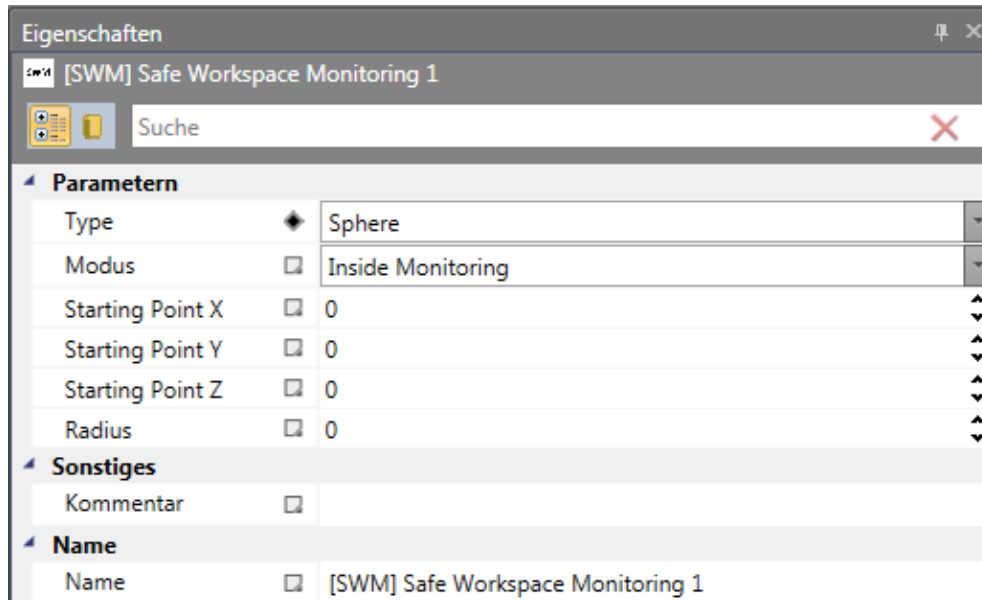 Eigenschaften
[SWM] Safe Workspace Monitoring 1
Suche
Parametern
Type Sphere
Modus Inside Monitoring
Starting Point X 0
Starting Point Y 0
Starting Point Z 0
Radius 0
Sonstiges
Kommentar
Name
Name [SWM] Safe Workspace Monitoring 1